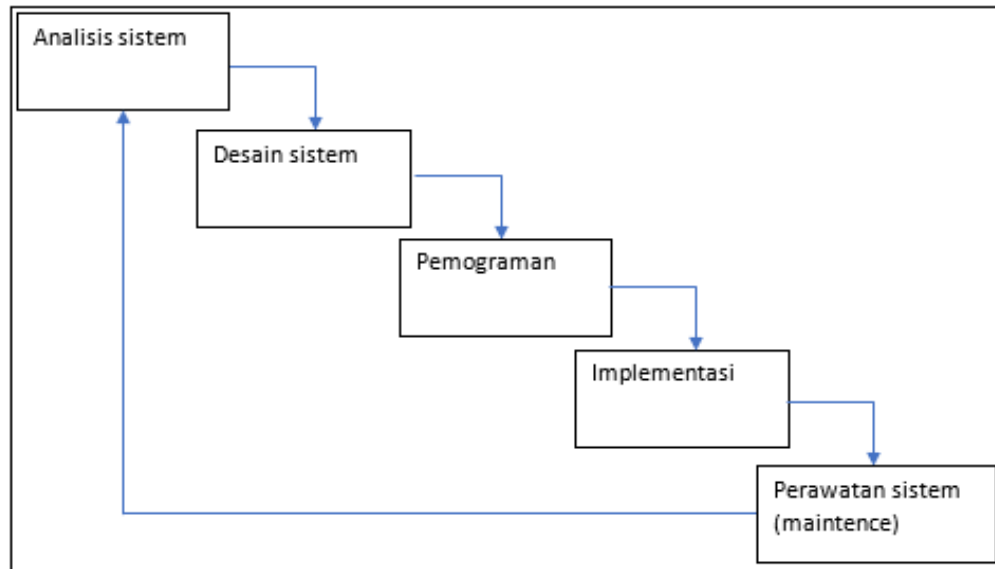 Analisis sistem
Desain sistem
Pemograman
Implementasi
Perawatan sistem
(maintence)